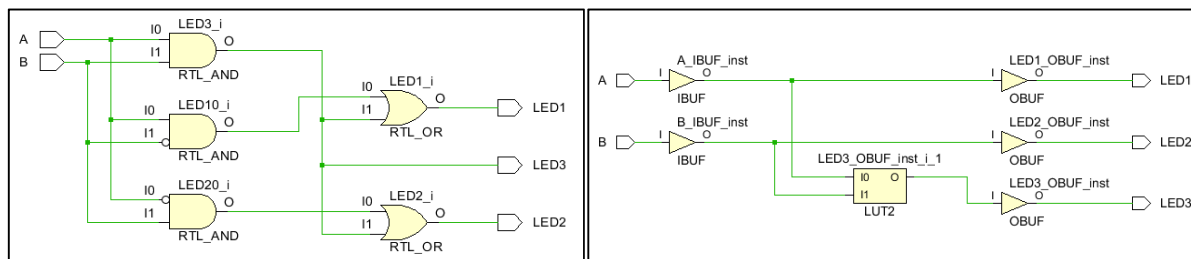 LED3_i
A
I0
O
B
I1
RTL_AND
LED10_i
I0
O
I1
RTL_AND
LED1_i
I0
O
I1
LED1
RTL_OR
LED3
LED20_i
I0
O
I1
RTL_AND
LED2_i
I0
O
I1
LED2
RTL_OR
A_IBUF_inst
A
I
O
IBUF
LED1_OBUF_inst
I
O
LED1
OBUF
B_IBUF_inst
B
I
O
IBUF
LED2_OBUF_inst
I
O
LED2
OBUF
LED3_OBUF_inst_i_1
I0
O
I1
LUT2
LED3_OBUF_inst
I
O
LED3
OBUF